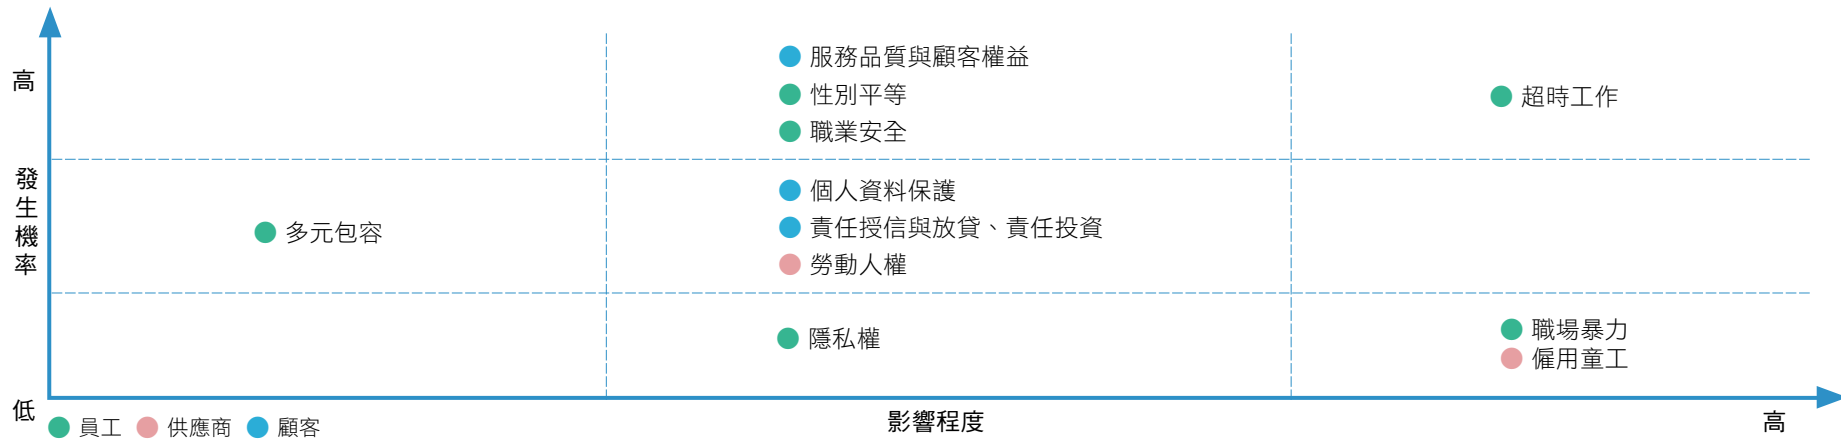 高
發生機率
低
服務品質與顧客權益
性別平等
職業安全
超時工作
多元包容
個人資料保護
責任授信與放貸、責任投資
勞動人權
隱私權
職場暴力
僱用童工
影響程度
高
員工
供應商
顧客